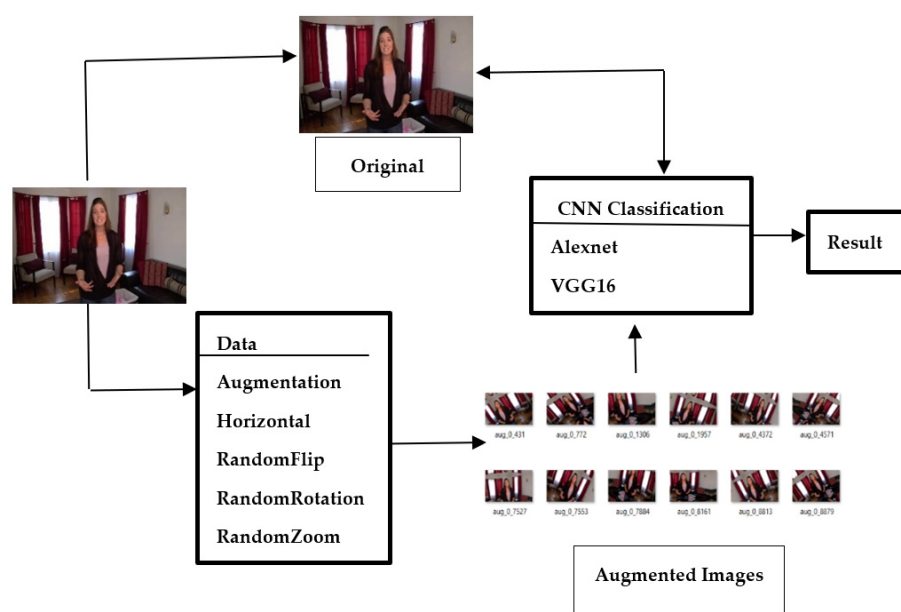 Original
CNN Classification
Alexnet
VGG16
Result
Data
Augmentation
Horizontal
RandomFlip
RandomRotation
RandomZoom
aug_0_431 aug_0_772 aug_0_1306 aug_0_1957 aug_0_4372 aug_0_4571
aug_0_7527 aug_0_7553 aug_0_7884 aug_0_8161 aug_0_8813 aug_0_8879
Augmented Images